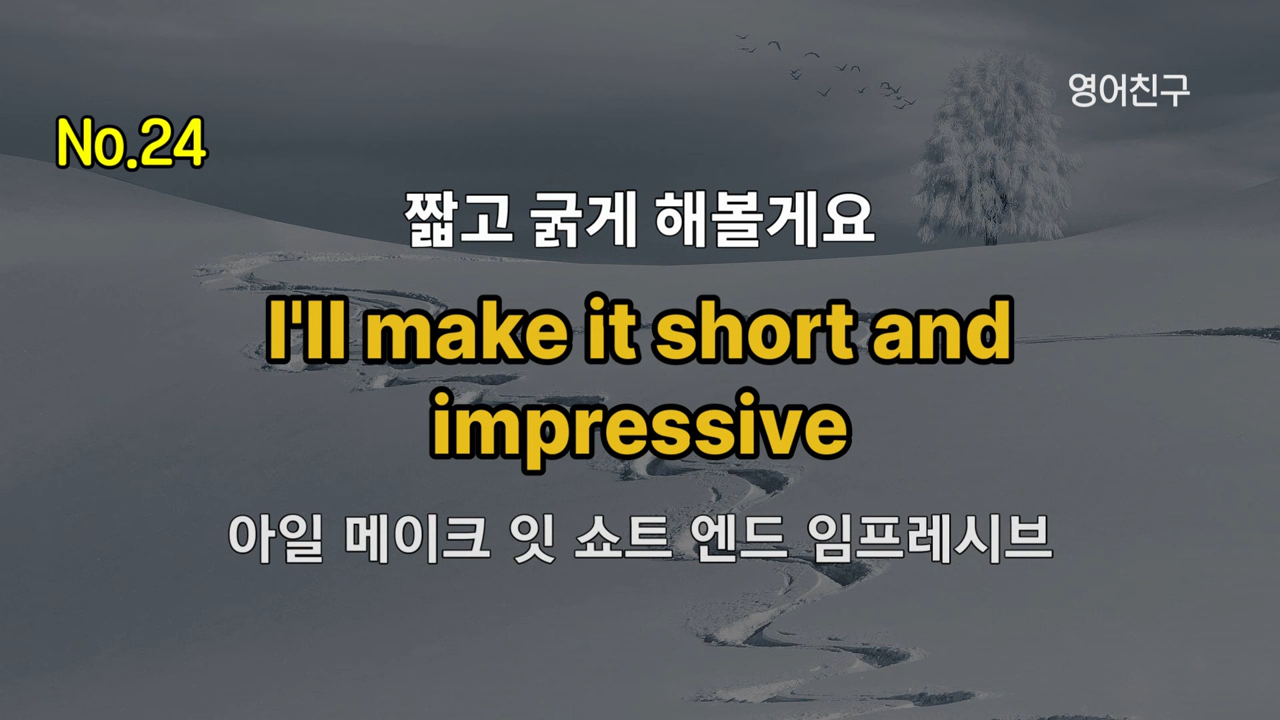 영어친구
No.24
짧고 굵게 해볼게요
I'll make it short and
impressive
아일 메이크 잇 쇼트 엔드 임프레시브